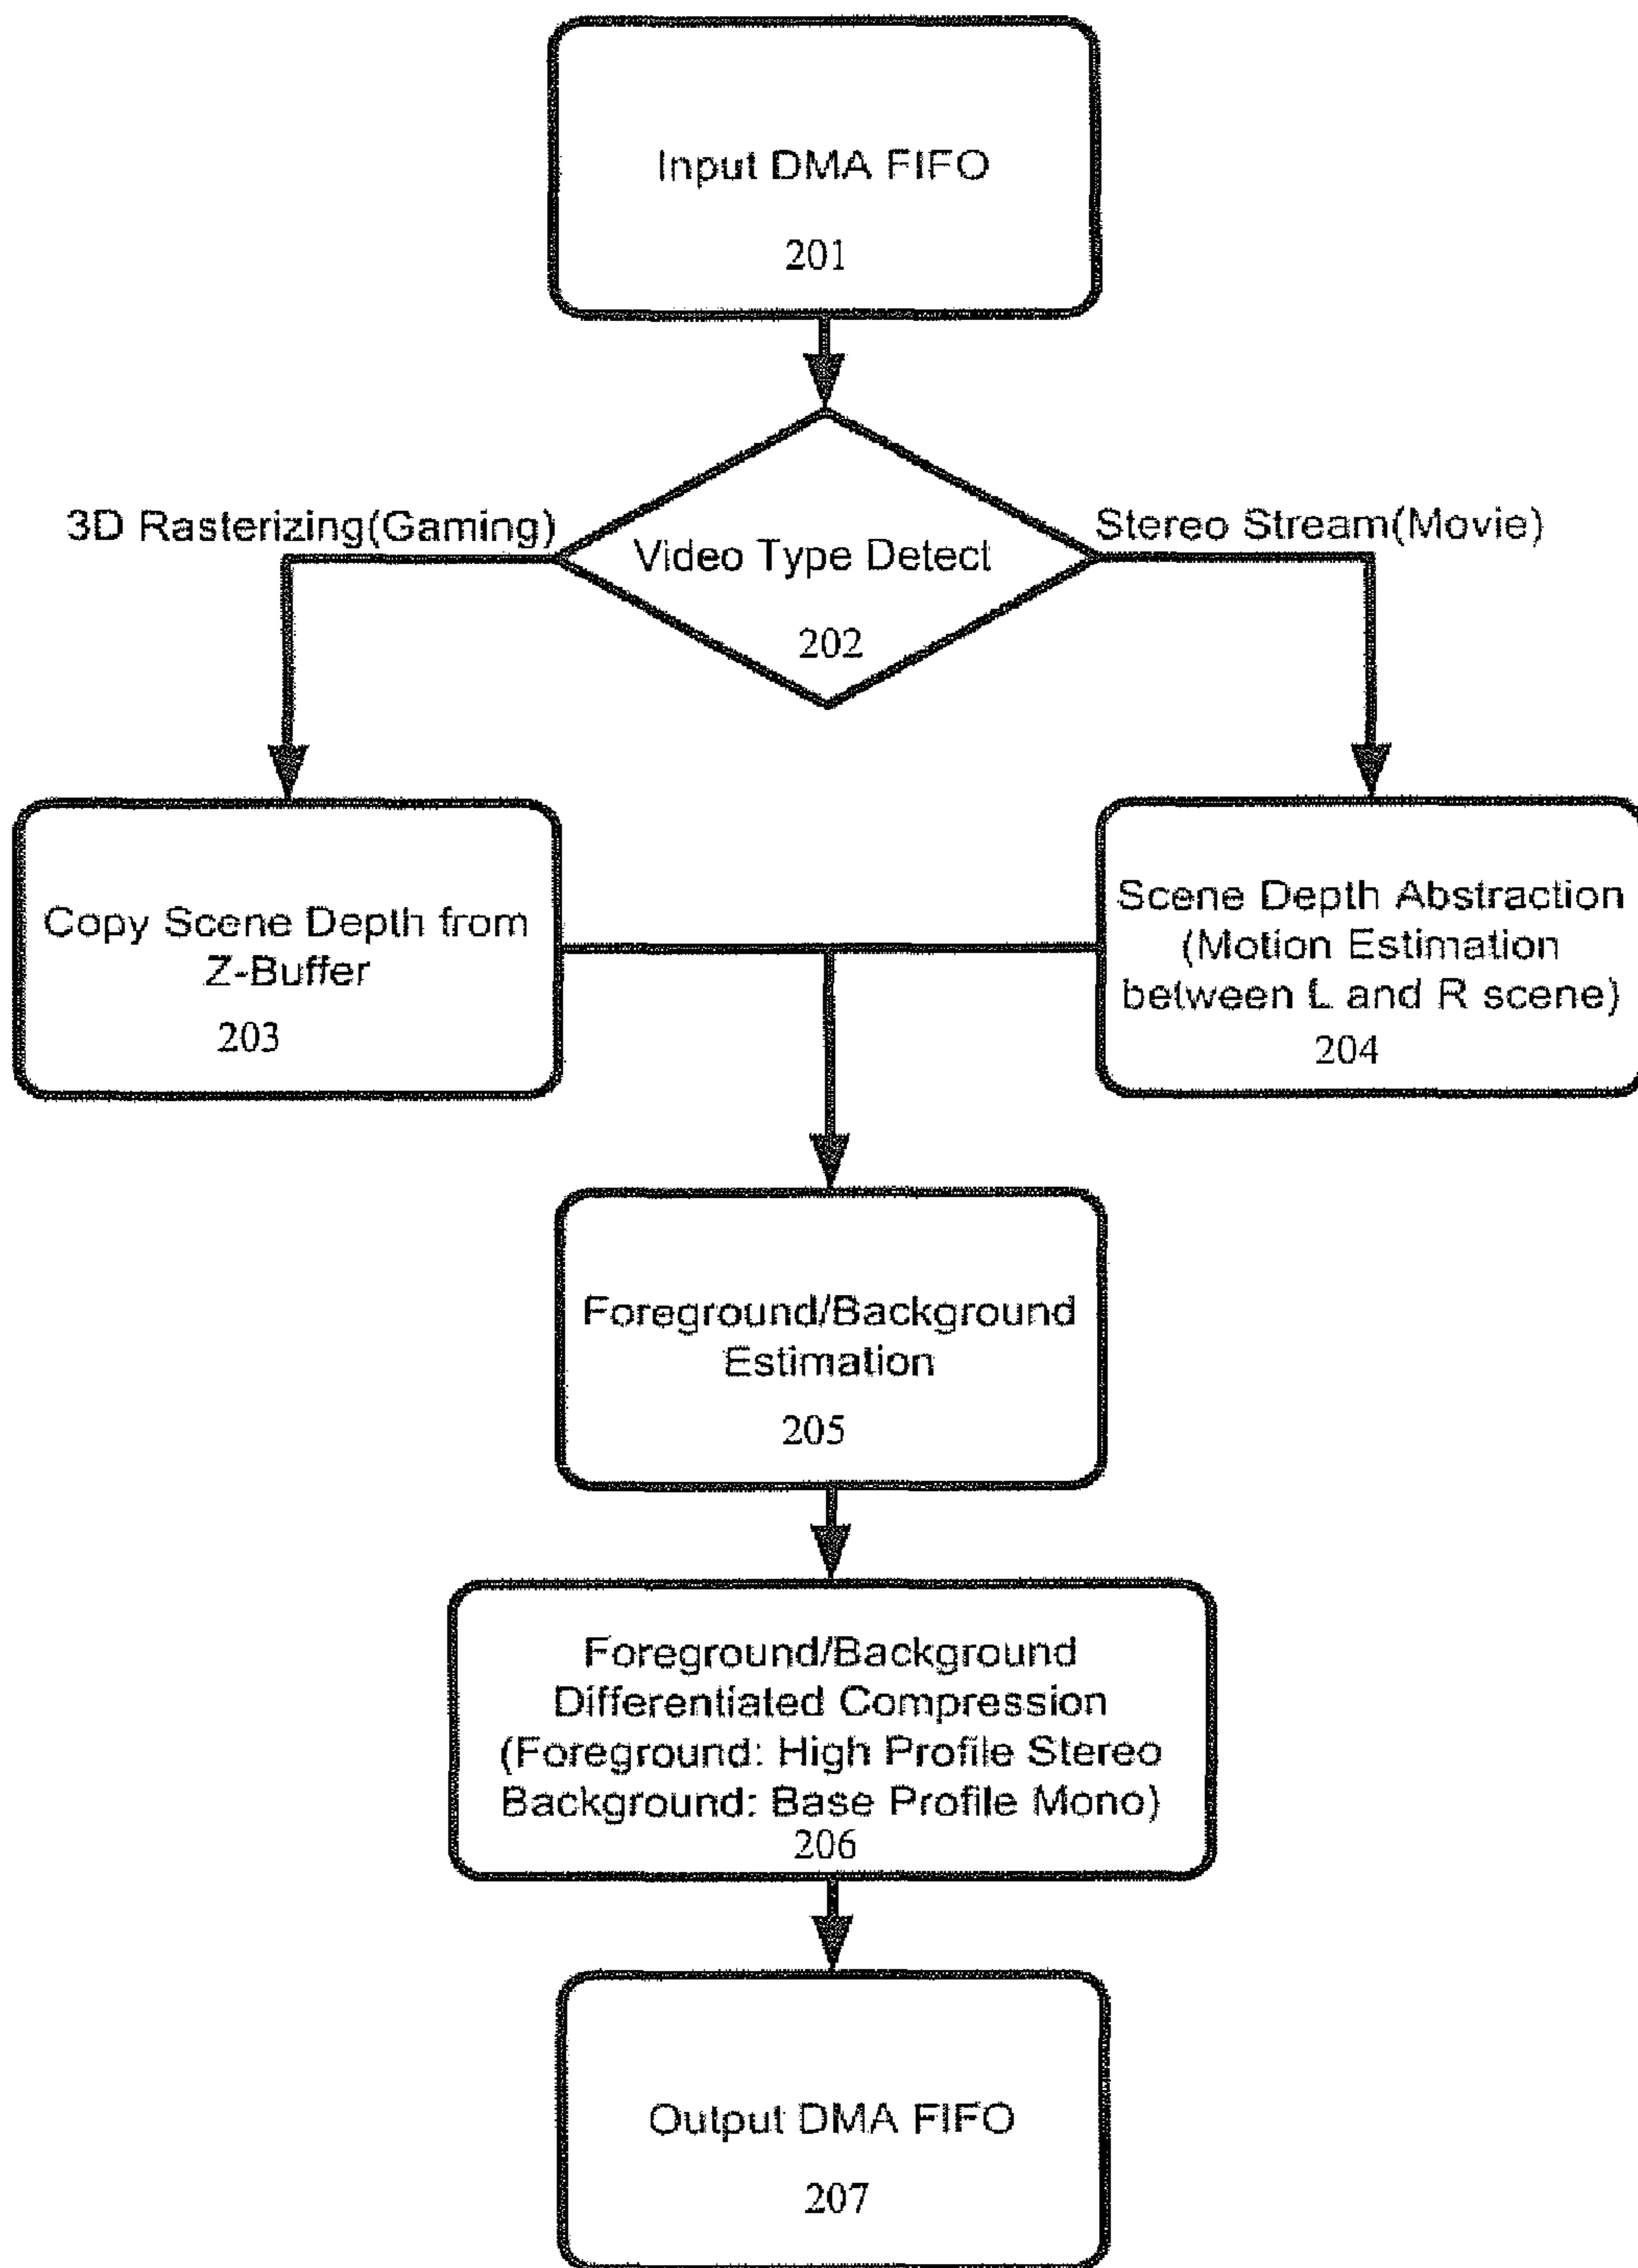 Input DMA FIFO
201
3D Rasterizing(Gaming)
Stereo Stream(Movie)
Video Type Detect
202
Copy Scene Depth from
Z-Buffer
203
Scene Depth Abstraction
(Motion Estimation
between L and R scene)
204
Foreground/Background
Estimation
205
Foreground/Background
Differentiated Compression
(Foreground: High Profile Stereo
Background: Base Profile Mono)
206
Output DMA FIFO
207